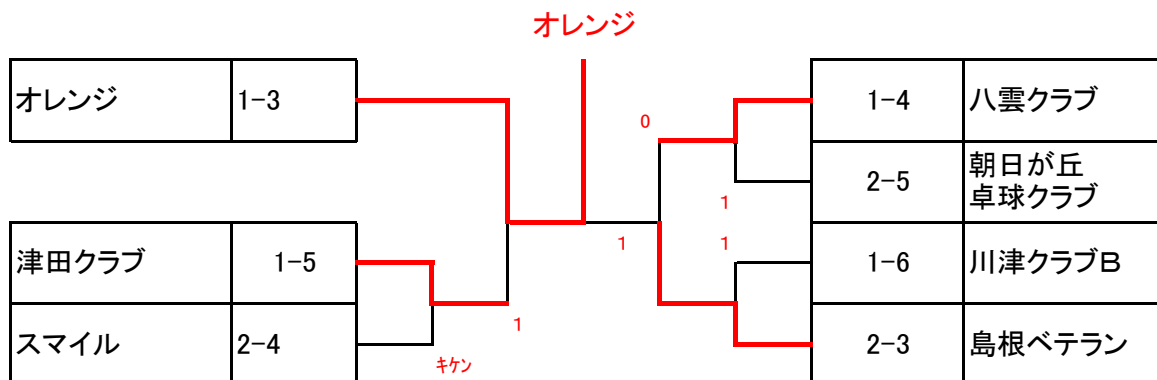 オレンジ
オレンジ 1-3
1-4 八雲クラブ
0
2-5 朝日が丘
卓球クラブ
1
津田クラブ 1-5
1
1
1-6 川津クラブB
スマイル 2-4
1
キケン
2-3 島根ベテラン